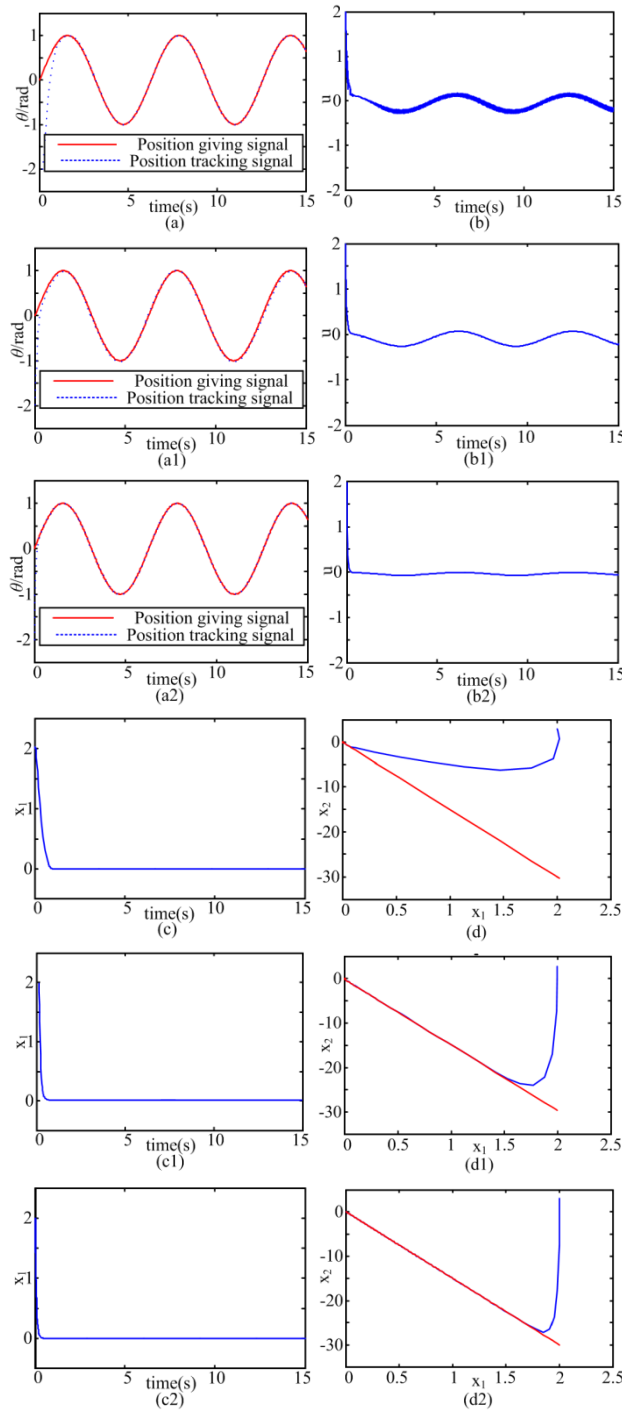 1
0
-1
-2
θ/rad
Position giving signal
Position tracking signal
0 5 10 15
time(s)
(a)
2
1
0
-1
-2
u
0 5 10 15
time(s)
(b)
1
0
-1
-2
θ/rad
Position giving signal
Position tracking signal
0 5 10 15
time(s)
(a1)
2
1
0
-1
-2
u
0 5 10 15
time(s)
(b1)
1
0
-1
-2
θ/rad
Position giving signal
Position tracking signal
0 5 10 15
time(s)
(a2)
2
1
0
-1
-2
u
0 5 10 15
time(s)
(b2)
2
1
0
x1
0 5 10 15
time(s)
(c)
0
-10
-20
-30
x2
0 0.5 1 1.5 2 2.5
x1
(d)
2
1
0
x1
0 5 10 15
time(s)
(c1)
0
-10
-20
-30
x2
0 0.5 1 1.5 2 2.5
x1
(d1)
2
1
0
x1
0 5 10 15
time(s)
(c2)
0
-10
-20
-30
x2
0 0.5 1 1.5 2 2.5
x1
(d2)